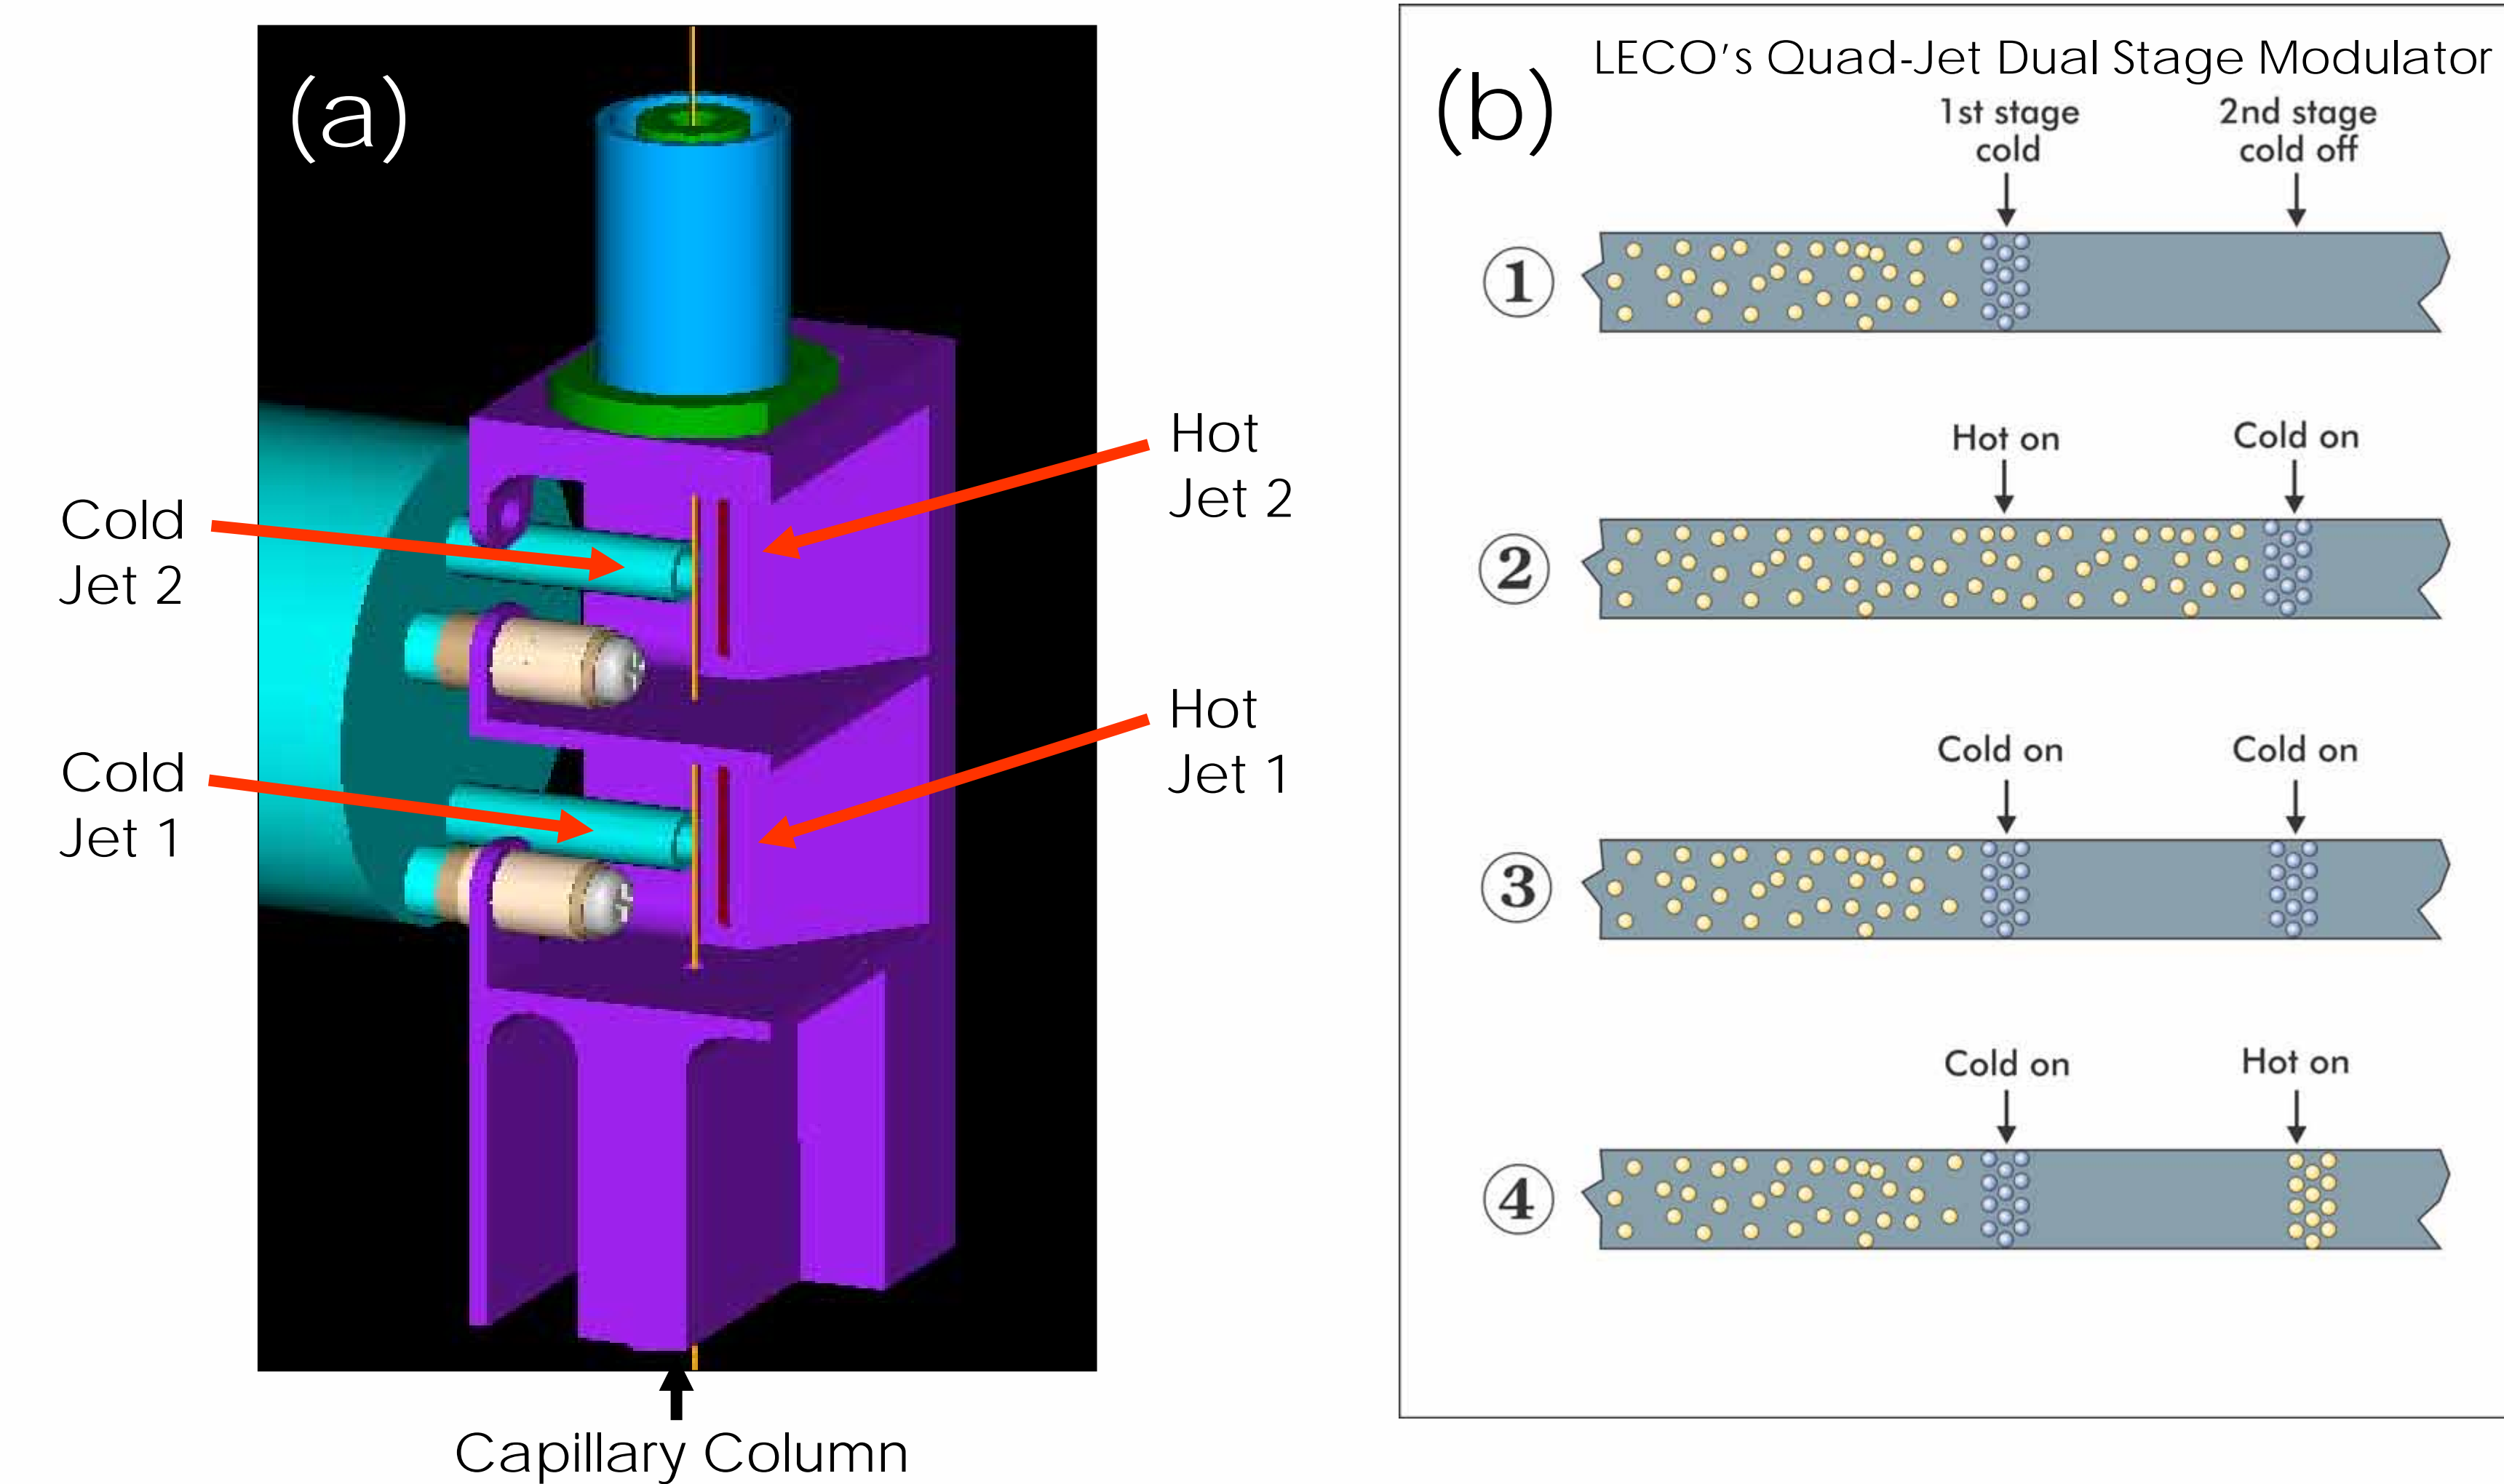 (a)
Cold
Jet 2
Cold
Jet 1
Hot
Jet 2
Hot
Jet 1
Capillary Column
(b)
LECO's Quad-Jet Dual Stage Modulator
1st stage
cold
2nd stage
cold off
1
Hot on
Cold on
2
Cold on
Cold on
3
Cold on
Hot on
4